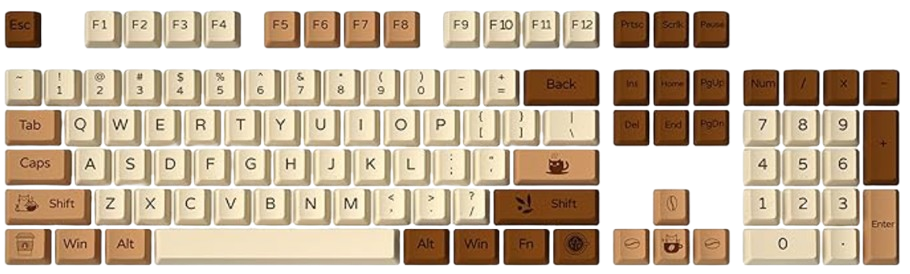 Esc F1 F2 F3 F4 F5 F6 F7 F8 F9 F10 F11 F12 Prtsc Scrlk Pause
~ ! @ # $ % ^ & * ( ) - +
· 1 2 3 4 5 6 7 8 9 0 - = Back Ins Home PgUp Num / x -
Tab Q W E R T Y U I O P { [ } ] | \ Del End PgDn 7 8 9 +
Caps A S D F G H J K L : ; " , 4 5 6
Shift Z X C V B N M < , > . ? / Shift 1 2 3 Enter
Win Alt Alt Win Fn 0 .